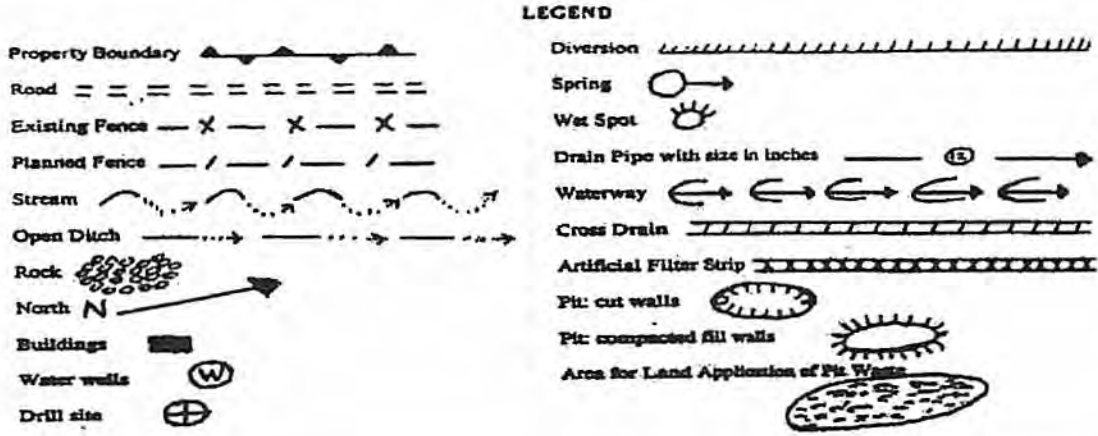 LEGEND
Property Boundary
Road
Existing Fence
Planned Fence
Stream
Open Ditch
Rock
North N
Buildings
Water wells W
Drill site
Diversion
Spring
Wet Spot
Drain Pipe with size in inches 12
Waterway
Cross Drain
Artificial Filter Strip
Pit: cut walls
Pit: compacted fill walls
Area for Land Application of Pit Waste